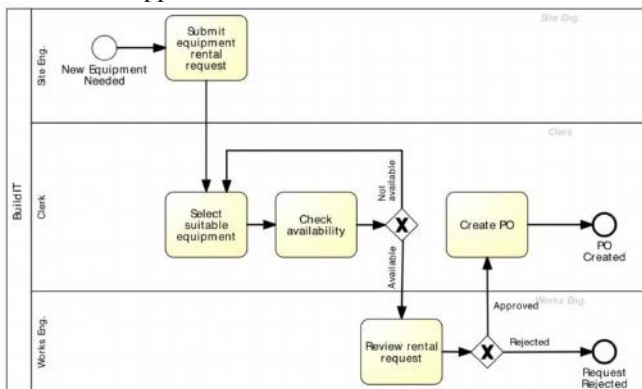 Site Eng.
Submit
equipment
rental
request
Site Eng.
New Equipment
Needed
BuildIT
Clerk
Clerk
Not
available
Select
suitable
equipment
Check
availability
Create PO
PO
Created
Available
Works Eng.
Works Eng.
Approved
Review rental
request
Rejected
Request
Rejected